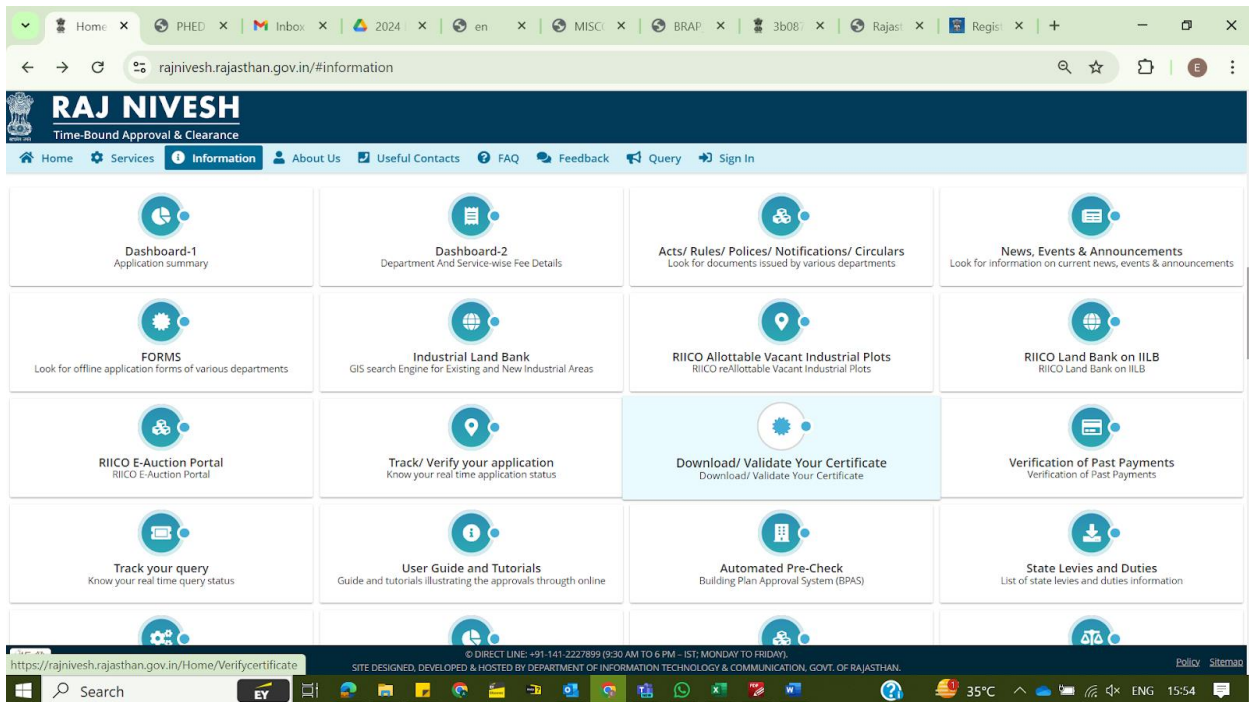 Home
PHED
Inbox
2024
en
MISC
BRAP
3b087
Rajast
Regist
rajnivesh.rajasthan.gov.in/#information
E
RAJ NIVESH
Time-Bound Approval & Clearance
Home Services Information About Us Useful Contacts FAQ Feedback Query Sign In
Dashboard-1
Application summary
Dashboard-2
Department And Service-wise Fee Details
Acts/ Rules/ Polices/ Notifications/ Circulars
Look for documents issued by various departments
News, Events & Announcements
Look for information on current news, events & announcements
FORMS
Look for offline application forms of various departments
Industrial Land Bank
GIS search Engine for Existing and New Industrial Areas
RIICO Allottable Vacant Industrial Plots
RIICO reAllottable Vacant Industrial Plots
RIICO Land Bank on IILB
RIICO Land Bank on IILB
RIICO E-Auction Portal
RIICO E-Auction Portal
Track/ Verify your application
Know your real time application status
Download/ Validate Your Certificate
Download/ Validate Your Certificate
Verification of Past Payments
Verification of Past Payments
Track your query
Know your real time query status
User Guide and Tutorials
Guide and tutorials illustrating the approvals througth online
Automated Pre-Check
Building Plan Approval System (BPAS)
State Levies and Duties
List of state levies and duties information
© DIRECT LINE: +91-141-2227899 (9:30 AM TO 6 PM – IST; MONDAY TO FRIDAY).
SITE DESIGNED, DEVELOPED & HOSTED BY DEPARTMENT OF INFORMATION TECHNOLOGY & COMMUNICATION, GOVT. OF RAJASTHAN.
Policy Sitemap
https://rajnivesh.rajasthan.gov.in/Home/Verifycertificate
Search
EY
35°C
ENG
15:54